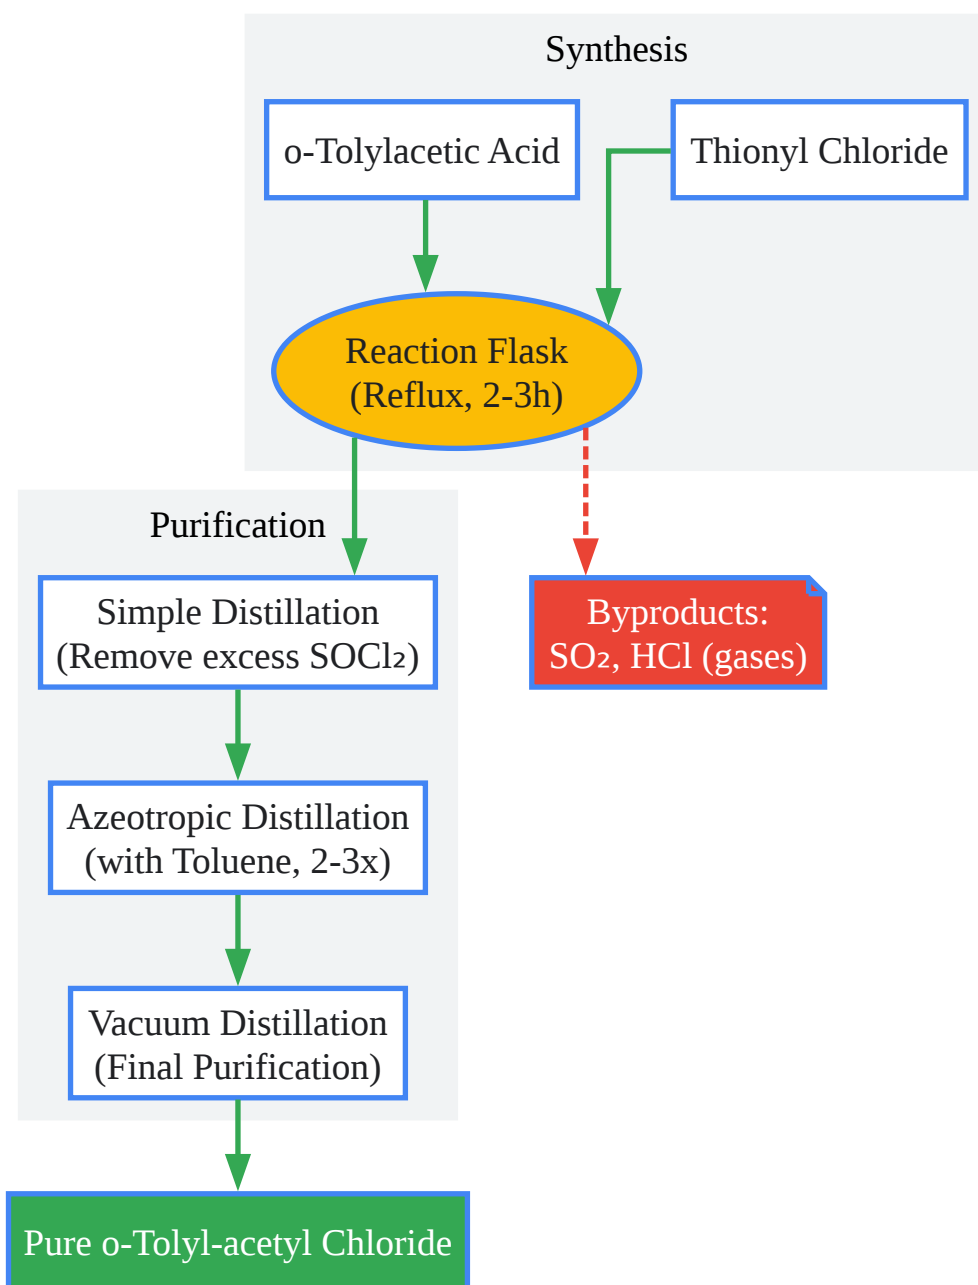 Synthesis
o-Tolylacetic Acid
Thionyl Chloride
Reaction Flask
(Reflux, 2-3h)
Purification
Simple Distillation
(Remove excess SOCl₂)
Byproducts:
SO₂, HCl (gases)
Azeotropic Distillation
(with Toluene, 2-3x)
Vacuum Distillation
(Final Purification)
Pure o-Tolyl-acetyl Chloride